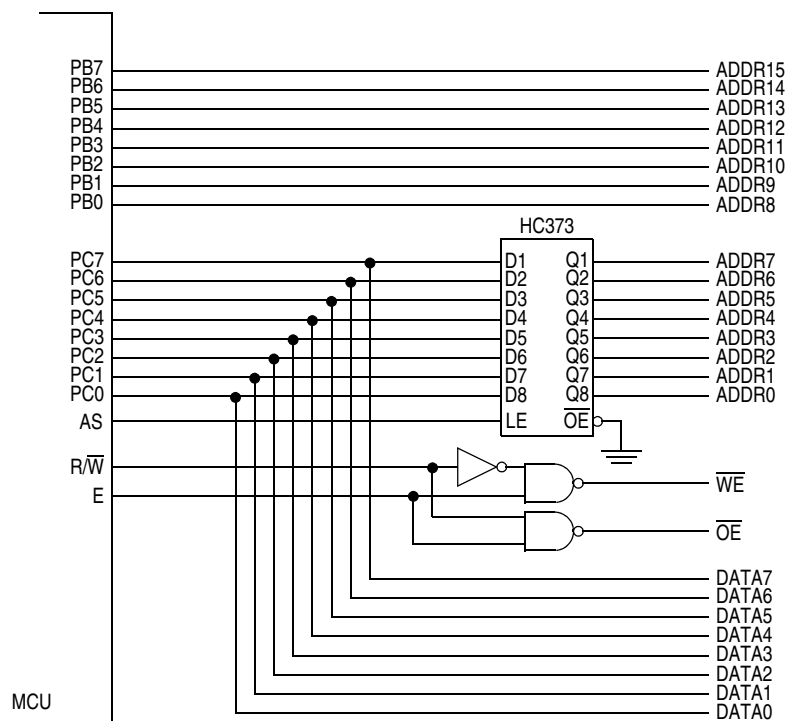 PB7 ADDR15
PB6 ADDR14
PB5 ADDR13
PB4 ADDR12
PB3 ADDR11
PB2 ADDR10
PB1 ADDR9
PB0 ADDR8
HC373
PC7 D1 Q1 ADDR7
PC6 D2 Q2 ADDR6
PC5 D3 Q3 ADDR5
PC4 D4 Q4 ADDR4
PC3 D5 Q5 ADDR3
PC2 D6 Q6 ADDR2
PC1 D7 Q7 ADDR1
PC0 D8 Q8 ADDR0
AS LE O̅E̅
R/W̅
E W̅E̅
O̅E̅
DATA7
DATA6
DATA5
DATA4
DATA3
DATA2
MCU DATA1
DATA0